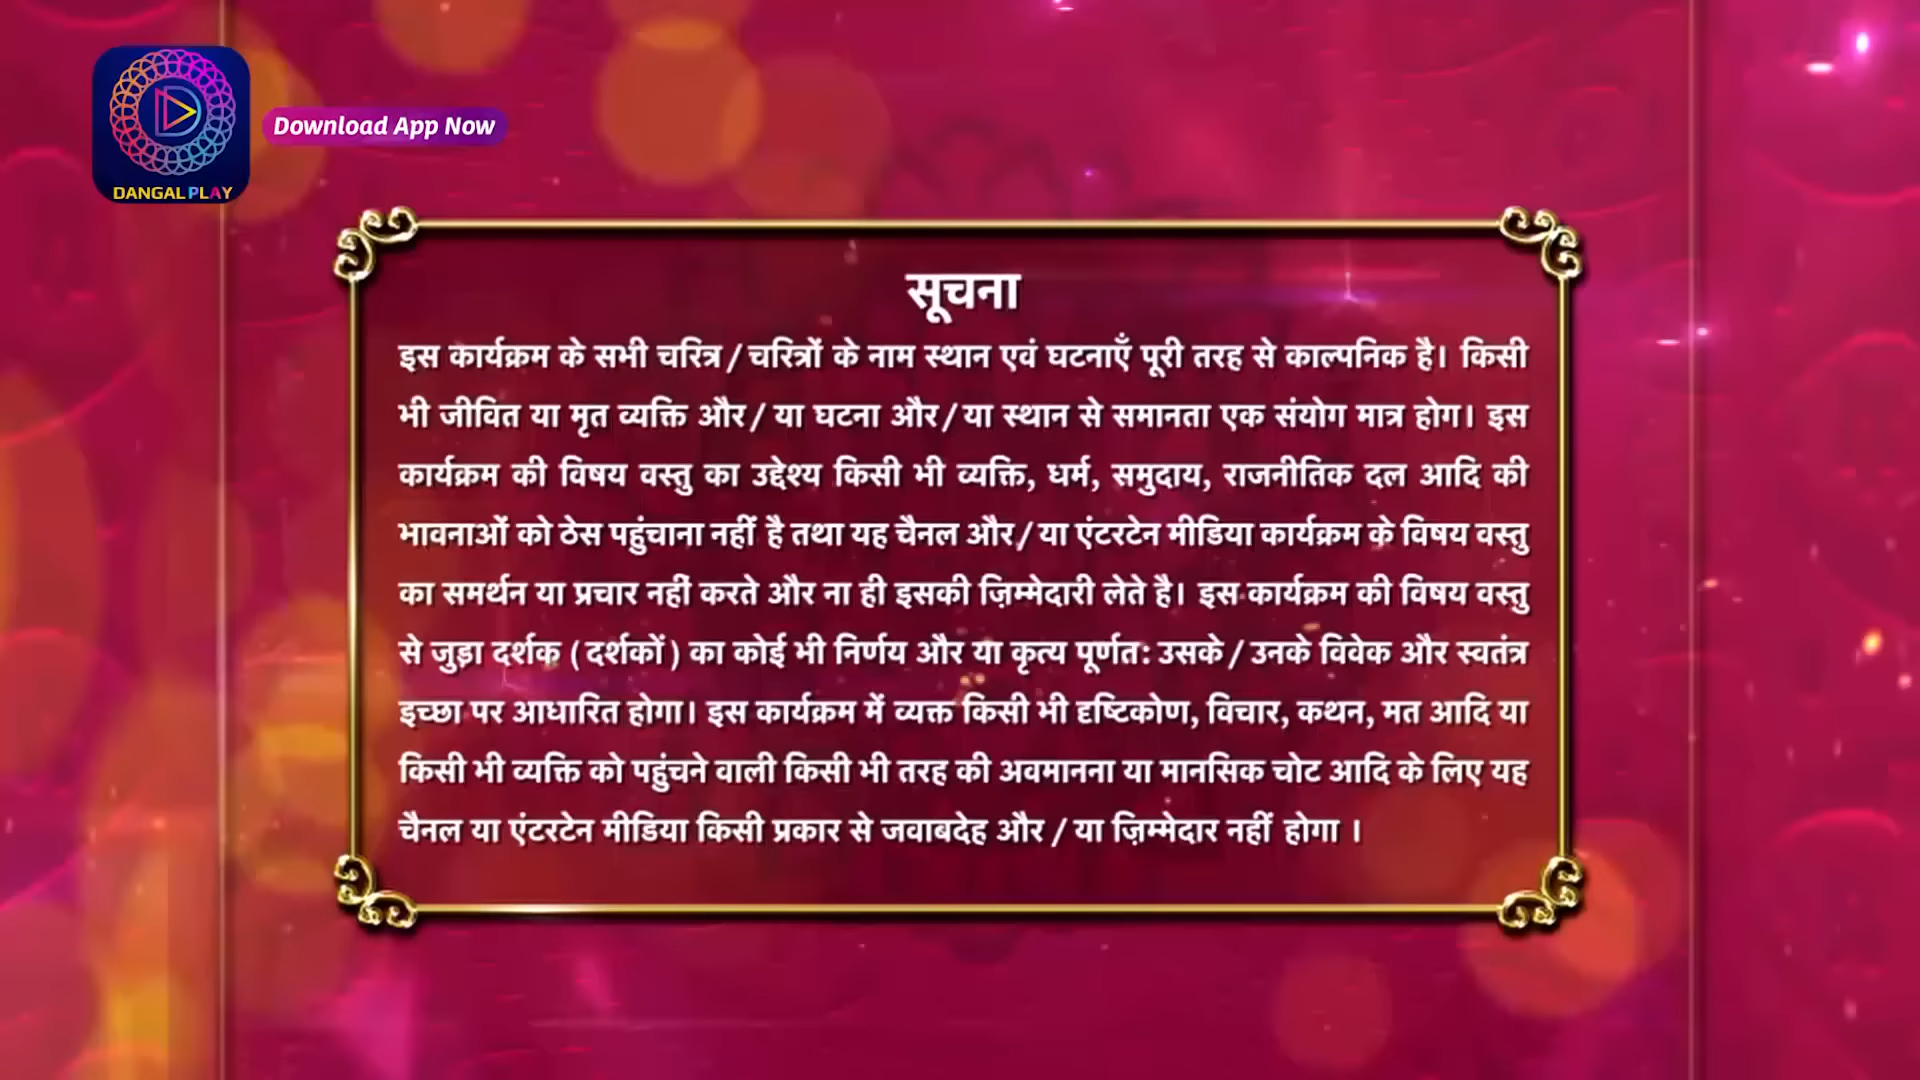 DANGAL PLAY
Download App Now
सूचना
इस कार्यक्रम के सभी चरित्र/चरित्रों के नाम स्थान एवं घटनाएँ पूरी तरह से काल्पनिक है। किसी
भी जीवित या मृत व्यक्ति और/ या घटना और/या स्थान से समानता एक संयोग मात्र होग। इस
कार्यक्रम की विषय वस्तु का उद्देश्य किसी भी व्यक्ति, धर्म, समुदाय, राजनीतिक दल आदि की
भावनाओं को ठेस पहुंचाना नहीं है तथा यह चैनल और/या एंटरटेन मीडिया कार्यक्रम के विषय वस्तु
का समर्थन या प्रचार नहीं करते और ना ही इसकी ज़िम्मेदारी लेते है। इस कार्यक्रम की विषय वस्तु
से जुड़ा दर्शक (दर्शकों) का कोई भी निर्णय और या कृत्य पूर्णत: उसके/ उनके विवेक और स्वतंत्र
इच्छा पर आधारित होगा। इस कार्यक्रम में व्यक्त किसी भी दृष्टिकोण, विचार, कथन, मत आदि या
किसी भी व्यक्ति को पहुंचने वाली किसी भी तरह की अवमानना या मानसिक चोट आदि के लिए यह
चैनल या एंटरटेन मीडिया किसी प्रकार से जवाबदेह और / या ज़िम्मेदार नहीं होगा ।